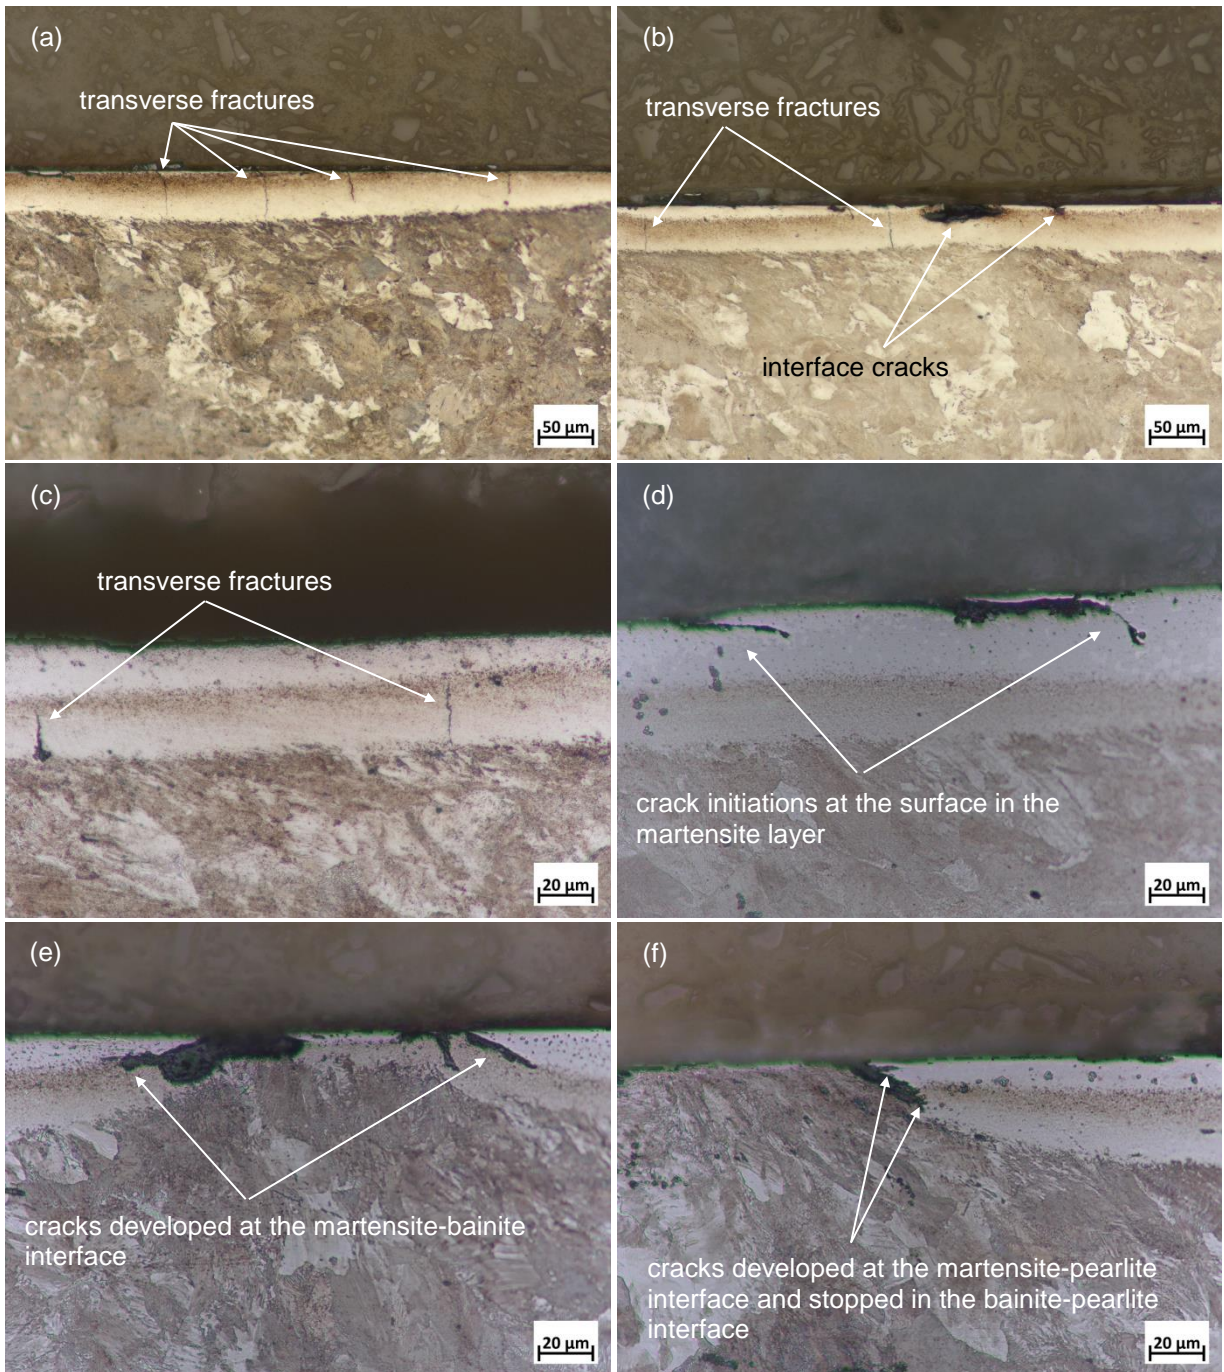 (a)
transverse fractures
50 µm
(b)
transverse fractures
interface cracks
50 µm
(c)
transverse fractures
20 µm
(d)
crack initiations at the surface in the
martensite layer
20 µm
(e)
cracks developed at the martensite-bainite
interface
20 µm
(f)
cracks developed at the martensite-pearlite
interface and stopped in the bainite-pearlite
interface
20 µm